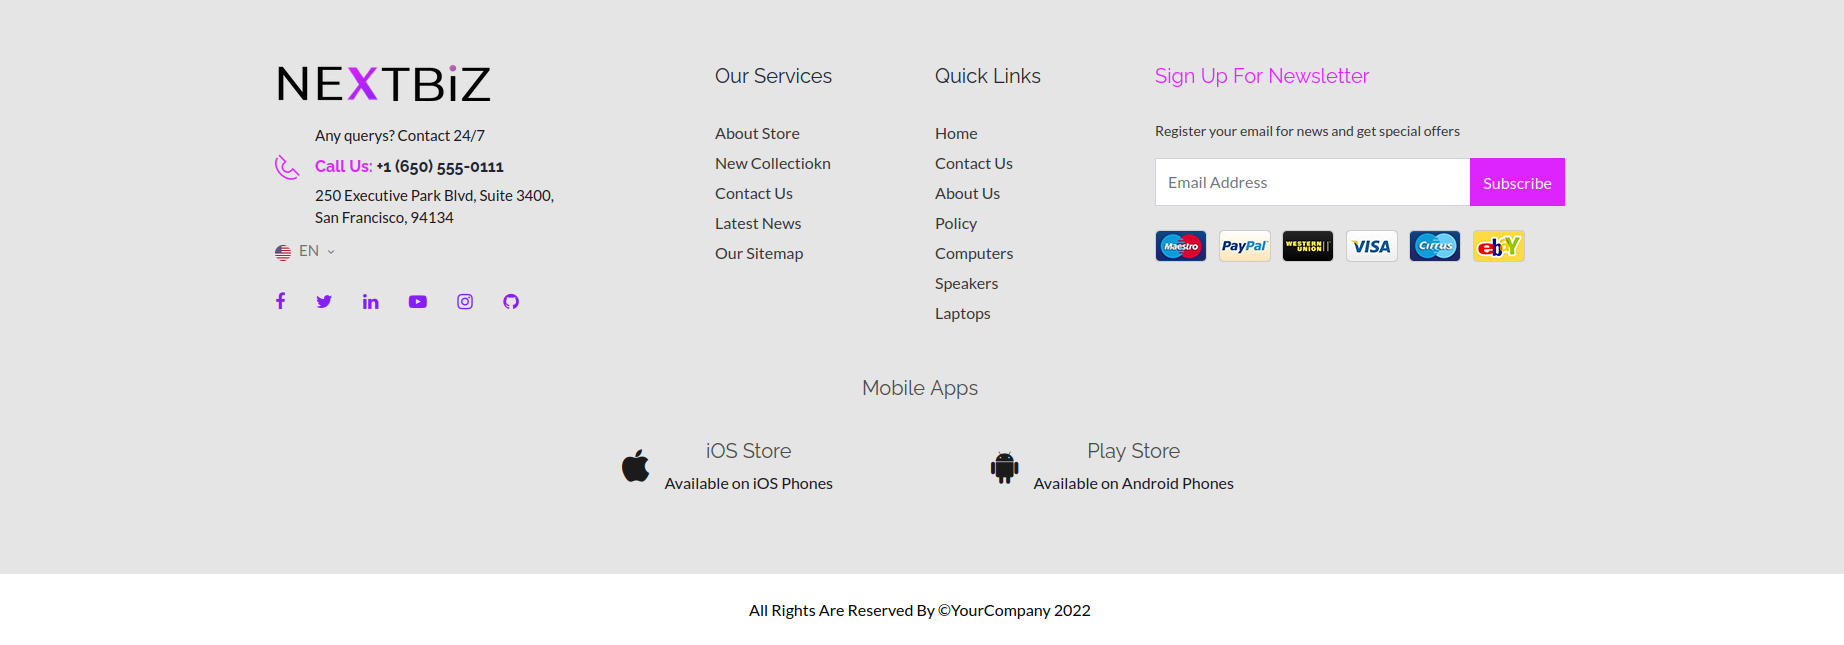 NEXTBiZ
Any querys? Contact 24/7
Call Us: +1 (650) 555-0111
250 Executive Park Blvd, Suite 3400,
San Francisco, 94134
EN
Our Services
About Store
New Collectiokn
Contact Us
Latest News
Our Sitemap
Quick Links
Home
Contact Us
About Us
Policy
Computers
Speakers
Laptops
Sign Up For Newsletter
Register your email for news and get special offers
Email Address
Subscribe
Maestro
PayPal
WESTERN
UNION
VISA
Cirrus
ebay
Mobile Apps
iOS Store
Available on iOS Phones
Play Store
Available on Android Phones
All Rights Are Reserved By ©YourCompany 2022